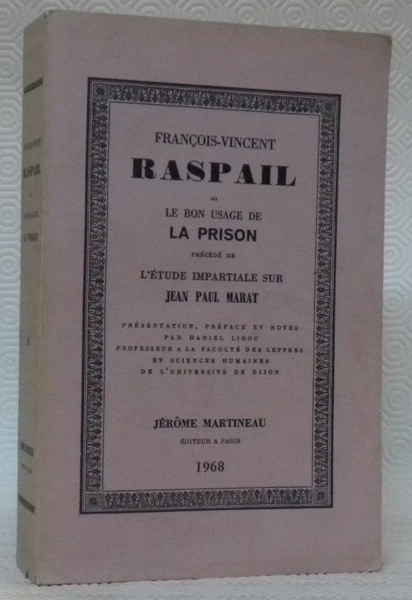 FRANÇOIS-VINCENT
RASPAIL
ou
LE BON USAGE DE
LA PRISON
PRÉCÉDÉ DE
L'ÉTUDE IMPARTIALE SUR
JEAN PAUL MARAT
PRÉSENTATION, PRÉFACE ET NOTES
PAR DANIEL LIGOU
PROFESSEUR A LA FACULTÉ DES LETTRES
ET SCIENCES HUMAINES
DE L'UNIVERSITÉ DE DIJON
JÉRÔME MARTINEAU
ÉDITEUR A PARIS
1968
RASPAIL